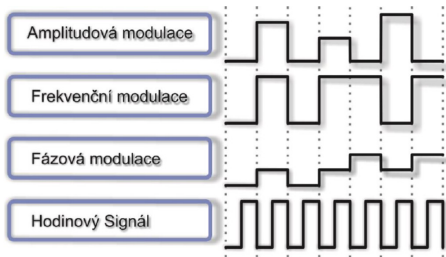 Amplitudová modulace
Frekvenční modulace
Fázová modulace
Hodinový Signál